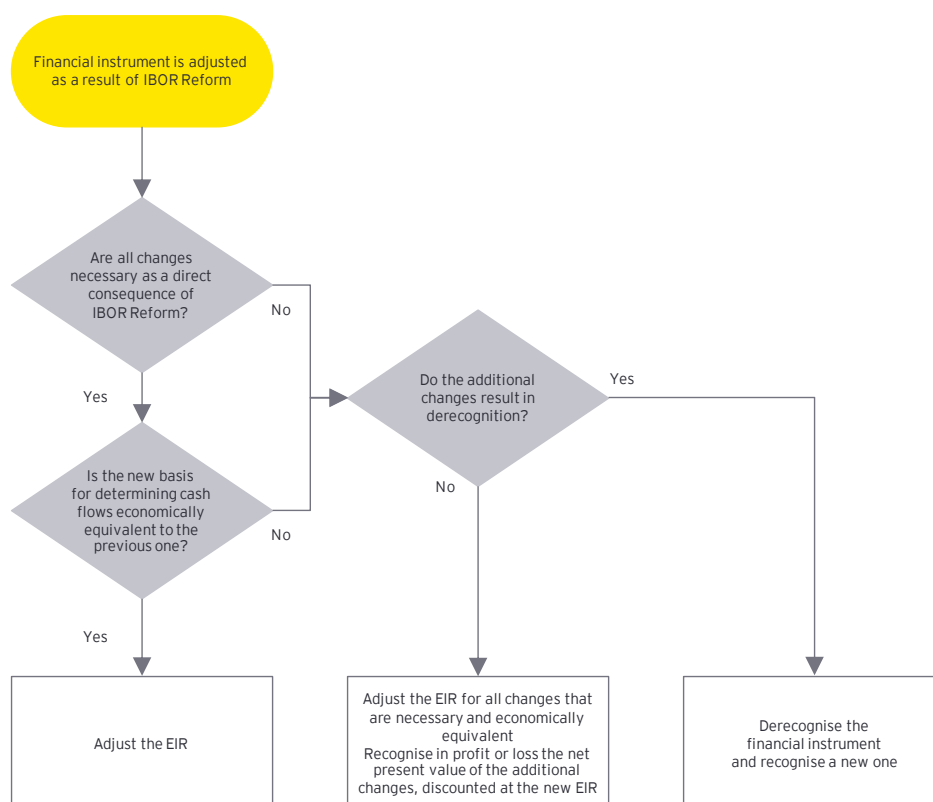 Financial instrument is adjusted
as a result of IBOR Reform
Are all changes
necessary as a direct
consequence of
IBOR Reform?
No
Yes
Is the new basis
for determining cash
flows economically
equivalent to the
previous one?
No
Yes
Do the additional
changes result in
derecognition?
Yes
No
Adjust the EIR
Adjust the EIR for all changes that
are necessary and economically
equivalent
Recognise in profit or loss the net
present value of the additional
changes, discounted at the new EIR
Derecognise the
financial instrument
and recognise a new one